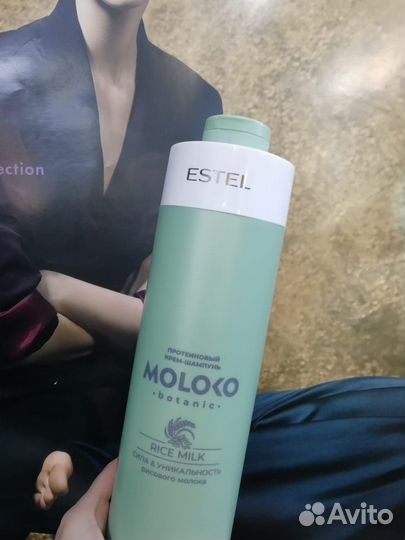 ection
ESTEL
ПРОТЕИНОВЫЙ
КРЕМ-ШАМПУНЬ
MOLOKO
•botanic•
RICE MILK
СИЛА & УНИКАЛЬНОСТЬ
рисового молока
Avito